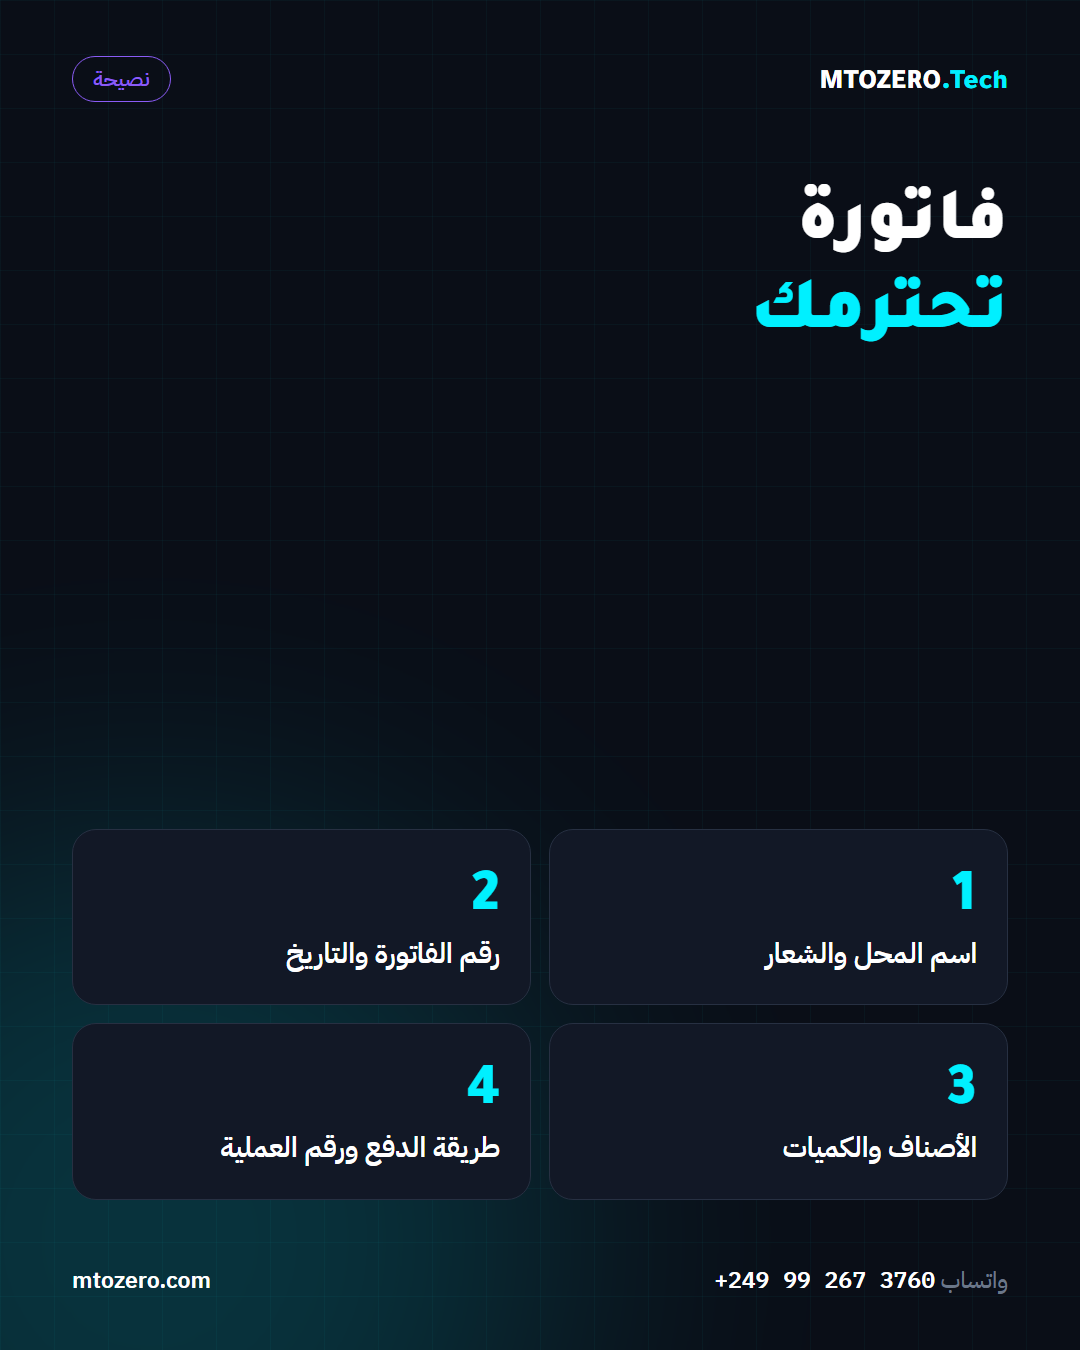 MTOZERO.Tech
نصيحة
فاتورة
تحترمك
1
اسم المحل والشعار
2
رقم الفاتورة والتاريخ
3
الأصناف والكميات
4
طريقة الدفع ورقم العملية
واتساب +249 99 267 3760
mtozero.com